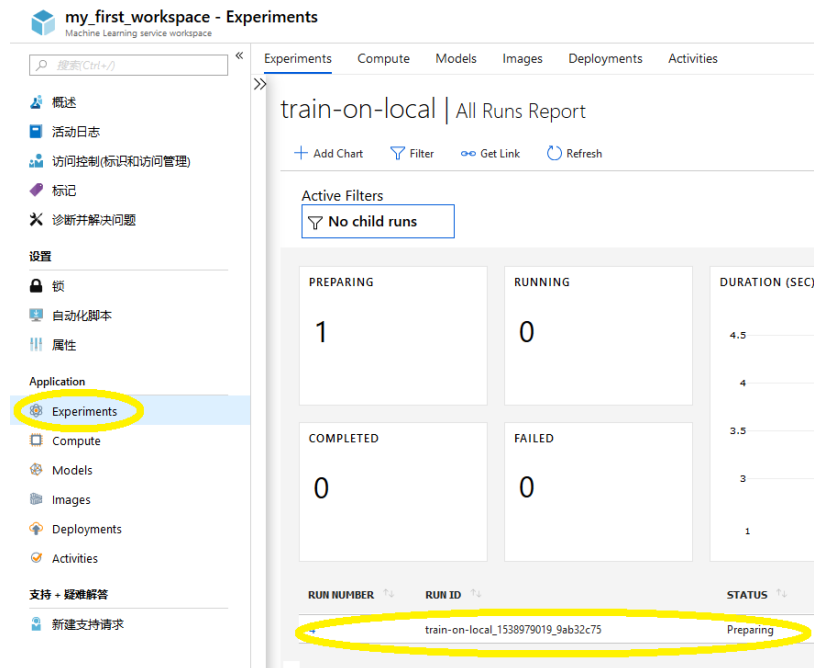 my_first_workspace - Experiments
Machine Learning service workspace
搜索(Ctrl+/)
概述
活动日志
访问控制(标识和访问管理)
标记
诊断并解决问题
设置
锁
自动化脚本
属性
Application
Experiments
Compute
Models
Images
Deployments
Activities
支持 + 疑难解答
新建支持请求
Experiments Compute Models Images Deployments Activities
train-on-local | All Runs Report
Add Chart Filter Get Link Refresh
Active Filters
No child runs
PREPARING RUNNING DURATION (SEC)
1 0
4.5
4
3.5
3
1
COMPLETED FAILED
0 0
RUN NUMBER RUN ID STATUS
train-on-local_1538979019_9ab32c75 Preparing